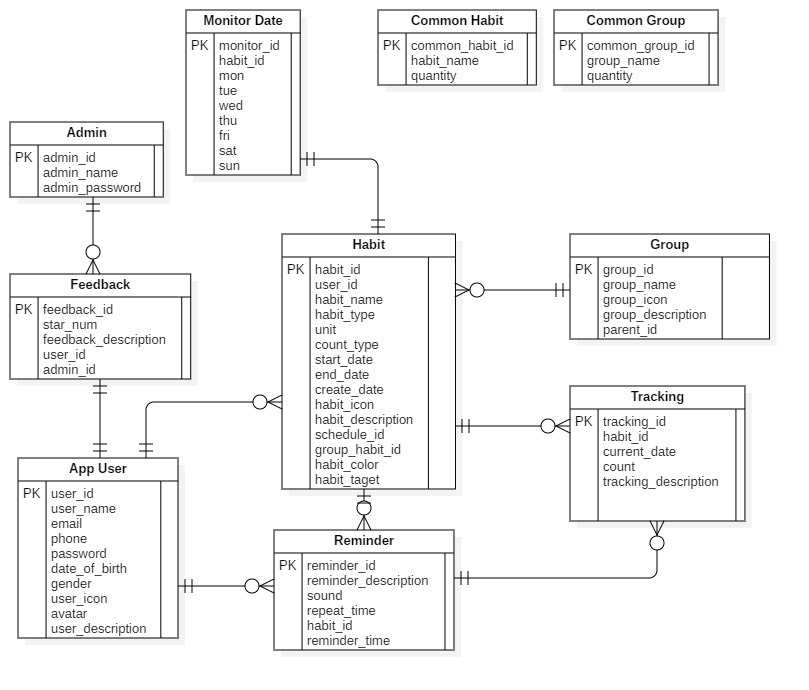 Monitor Date
PK
monitor_id
habit_id
mon
tue
wed
thu
fri
sat
sun
Common Habit
PK
common_habit_id
habit_name
quantity
Common Group
PK
common_group_id
group_name
quantity
Admin
PK
admin_id
admin_name
admin_password
Habit
PK
habit_id
user_id
habit_name
habit_type
unit
count_type
start_date
end_date
create_date
habit_icon
habit_description
schedule_id
group_habit_id
habit_color
habit_taget
Group
PK
group_id
group_name
group_icon
group_description
parent_id
Feedback
PK
feedback_id
star_num
feedback_description
user_id
admin_id
Tracking
PK
tracking_id
habit_id
current_date
count
tracking_description
App User
PK
user_id
user_name
email
phone
password
date_of_birth
gender
user_icon
avatar
user_description
Reminder
PK
reminder_id
reminder_description
sound
repeat_time
habit_id
reminder_time